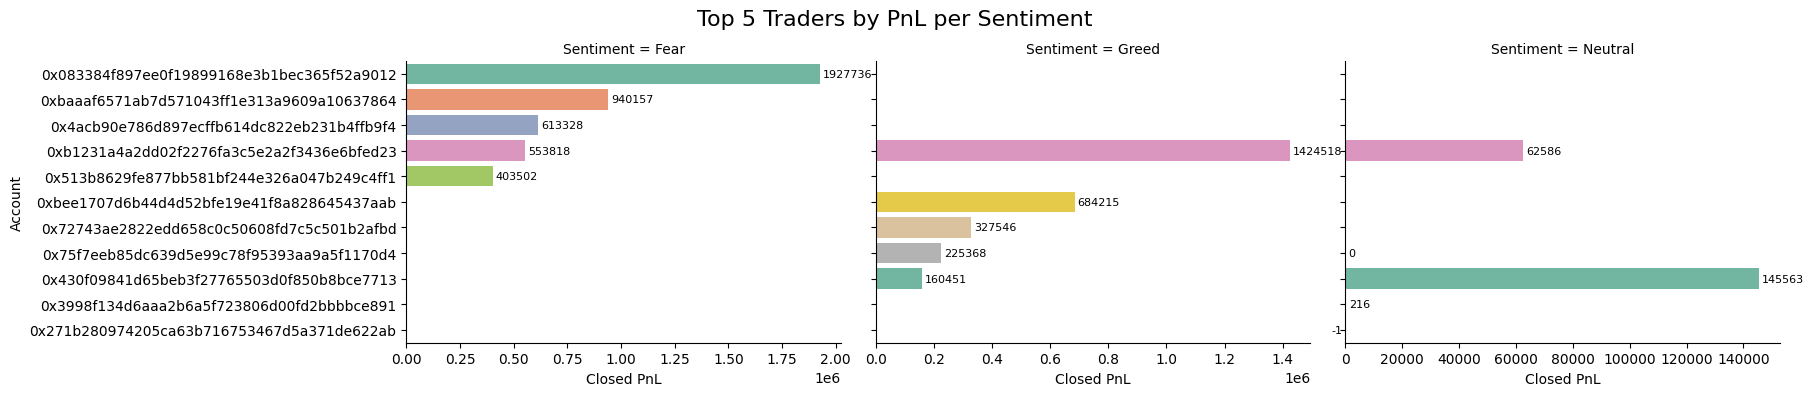 Top 5 Traders by PnL per Sentiment
Sentiment = Fear
Sentiment = Greed
Sentiment = Neutral
Account
0x083384f897ee0f19899168e3b1bec365f52a9012
0xbaaaf6571ab7d571043ff1e313a9609a10637864
0x4acb90e786d897ecffb614dc822eb231b4ffb9f4
0xb1231a4a2dd02f2276fa3c5e2a2f3436e6bfed23
0x513b8629fe877bb581bf244e326a047b249c4ff1
0xbee1707d6b44d4d52bfe19e41f8a828645437aab
0x72743ae2822edd658c0c50608fd7c5c501b2afbd
0x75f7eeb85dc639d5e99c78f95393aa9a5f1170d4
0x430f09841d65beb3f27765503d0f850b8bce7713
0x3998f134d6aaa2b6a5f723806d00fd2bbbbce891
0x271b280974205ca63b716753467d5a371de622ab
1927736
940157
613328
553818
403502
0.00 0.25 0.50 0.75 1.00 1.25 1.50 1.75 2.00
Closed PnL
1e6
1424518
684215
327546
225368
160451
0.0 0.2 0.4 0.6 0.8 1.0 1.2 1.4
Closed PnL
1e6
62586
0
145563
216
-1
0 20000 40000 60000 80000 100000 120000 140000
Closed PnL